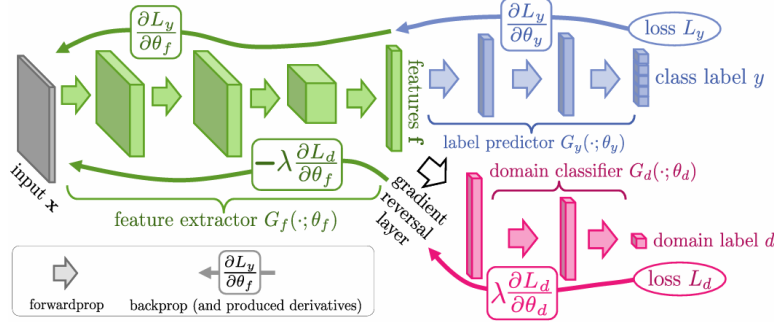 ∂L_y/∂θ_f
∂L_y/∂θ_y
loss L_y
features f
class label y
label predictor G_y(·;θ_y)
input x
−λ ∂L_d/∂θ_f
feature extractor G_f(·;θ_f)
gradient
reversal
layer
domain classifier G_d(·;θ_d)
domain label d
λ ∂L_d/∂θ_d
loss L_d
∂L_y/∂θ_f
forwardprop
backprop (and produced derivatives)